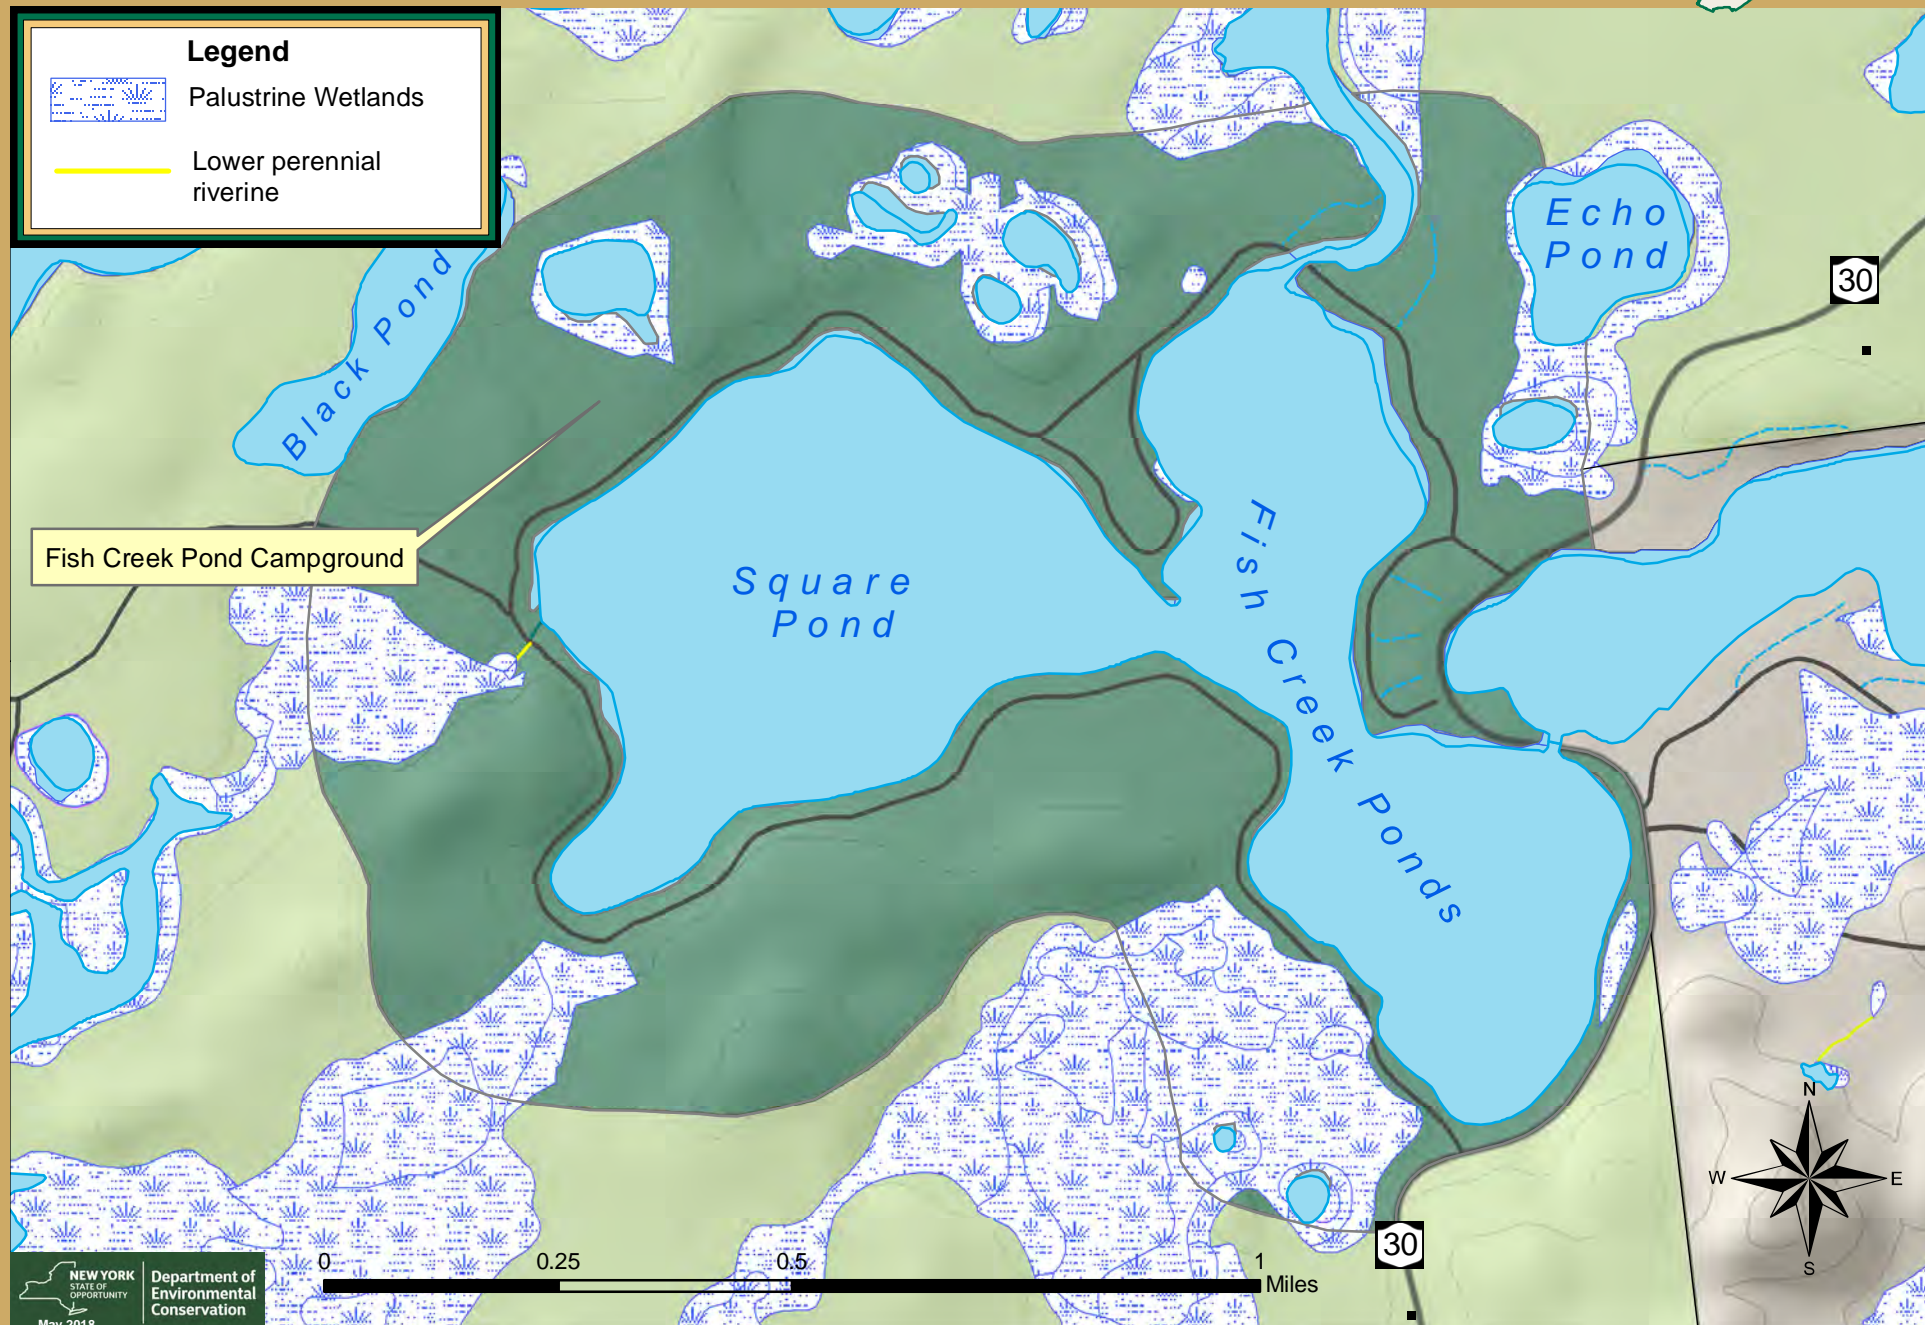 Legend
Palustrine Wetlands
Lower perennial
riverine
Echo
Pond
30
Black Pond
Fish Creek Pond Campground
Square
Pond
Fish Creek Ponds
N
W
E
S
30
0
0.25
0.5
1
Miles
NEW YORK
STATE OF
OPPORTUNITY
Department of
Environmental
Conservation
May 2018